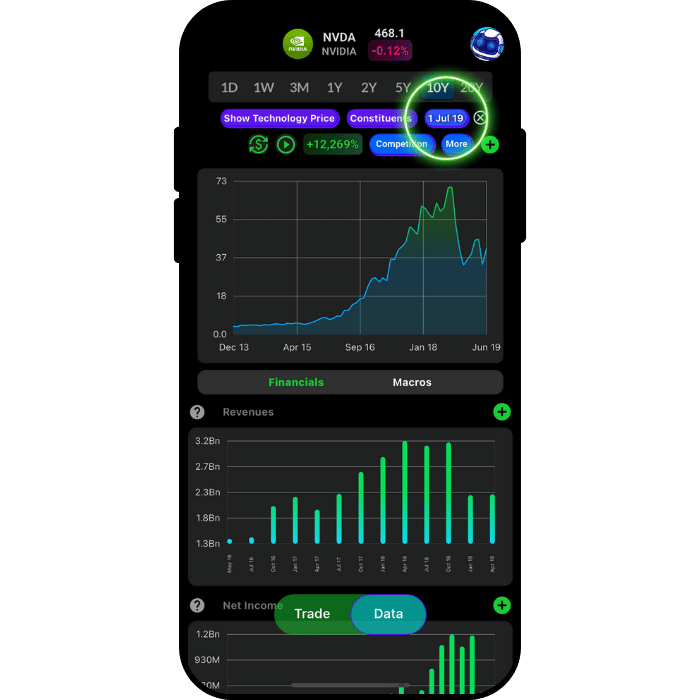 NVIDIA
NVDA
NVIDIA
468.1
-0.12%
1D 1W 3M 1Y 2Y 5Y 10Y 20Y
Show Technology Price Constituents 1 Jul 19
+12,269% Competition More
73
55
37
18
0.0
Dec 13 Apr 15 Sep 16 Jan 18 Jun 19
Financials Macros
? Revenues
3.2Bn
2.7Bn
2.3Bn
1.8Bn
1.3Bn
May 16 Jul 16 Oct 16 Jan 17 Apr 17 Jul 17 Oct 17 Jan 18 Apr 18 Jul 18 Oct 18 Jan 19 Apr 19
? Net Income
Trade Data
1.2Bn
930M